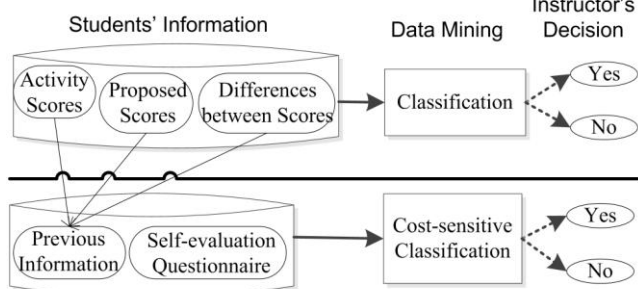 Instructor's
Students' Information
Data Mining
Decision
Activity
Scores
Proposed
Scores
Differences
between Scores
Classification
Yes
No
Previous
Information
Self-evaluation
Questionnaire
Cost-sensitive
Classification
Yes
No